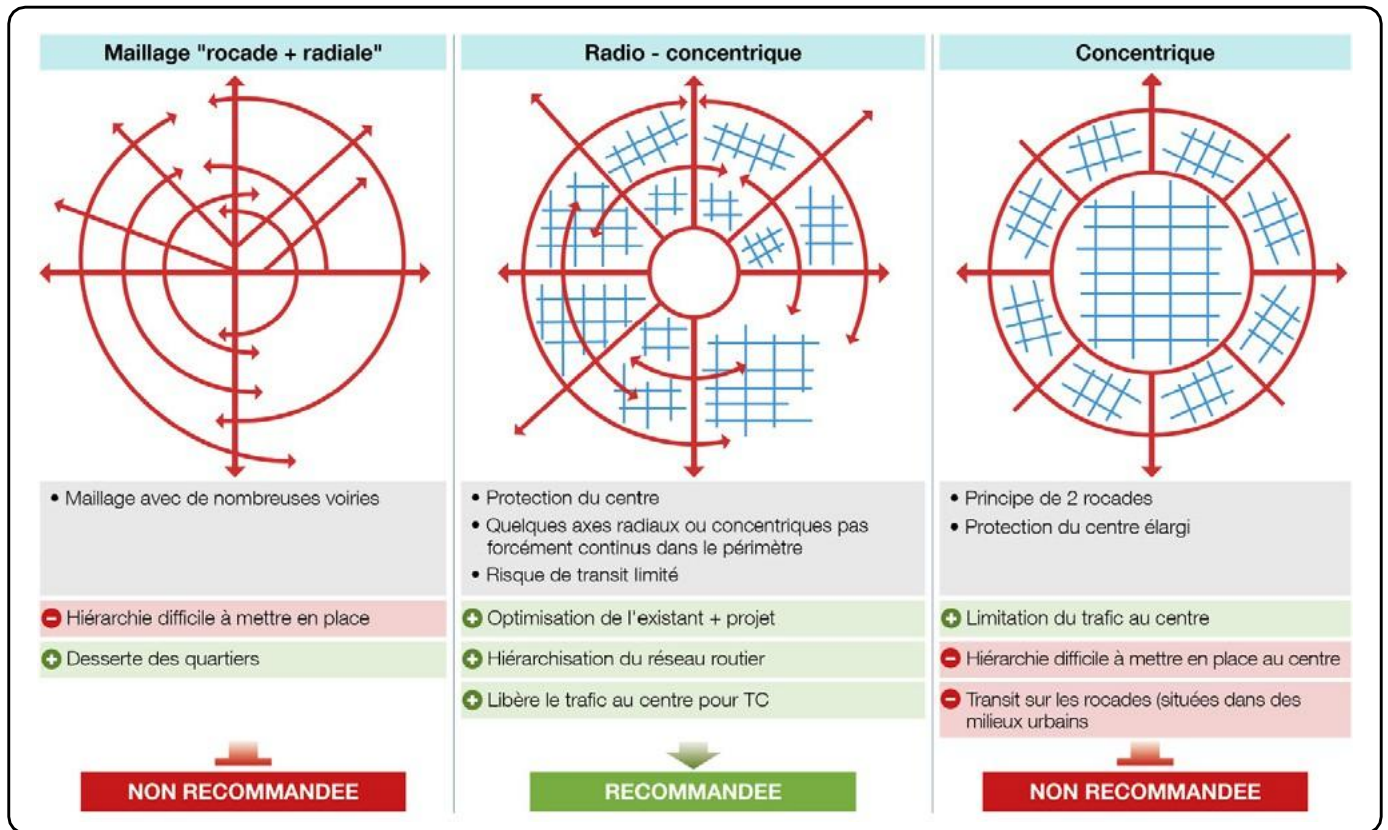 Maillage "rocade + radiale"
• Maillage avec de nombreuses voiries
Hiérarchie difficile à mettre en place
Desserte des quartiers
NON RECOMMANDEE
Radio - concentrique
• Protection du centre
• Quelques axes radiaux ou concentriques pas
forcément continus dans le périmètre
• Risque de transit limité
Optimisation de l'existant + projet
Hiérarchisation du réseau routier
Libère le trafic au centre pour TC
RECOMMANDEE
Concentrique
• Principe de 2 rocades
• Protection du centre élargi
Limitation du trafic au centre
Hiérarchie difficile à mettre en place au centre
Transit sur les rocades (situées dans des
milieux urbains
NON RECOMMANDEE